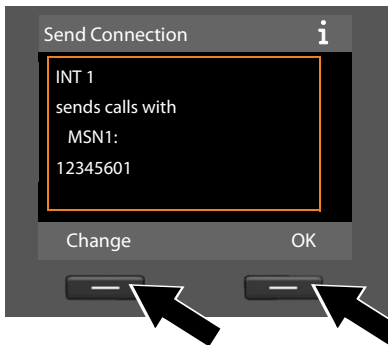 Send Connection i
INT 1
sends calls with
MSN1:
12345601
Change OK